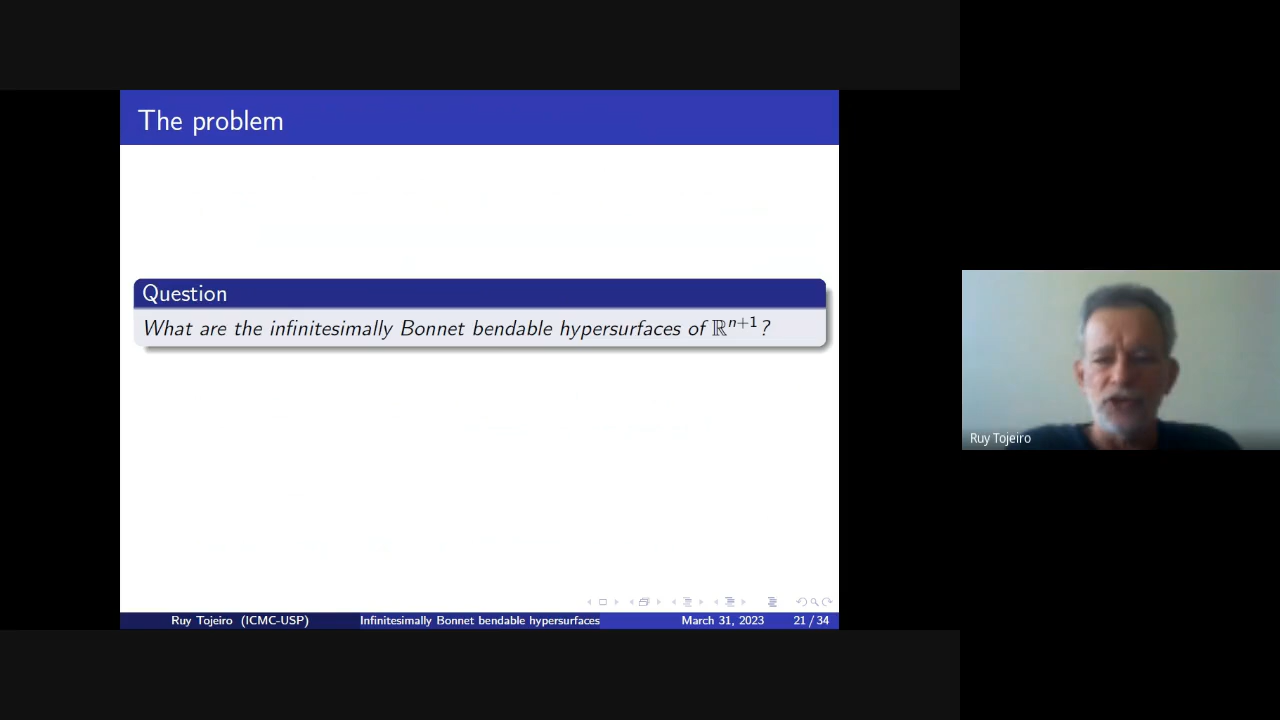 The problem
Question
What are the infinitesimally Bonnet bendable hypersurfaces of ℝⁿ⁺¹?
Ruy Tojeiro
Ruy Tojeiro (ICMC-USP) Infinitesimally Bonnet bendable hypersurfaces March 31, 2023 21 / 34